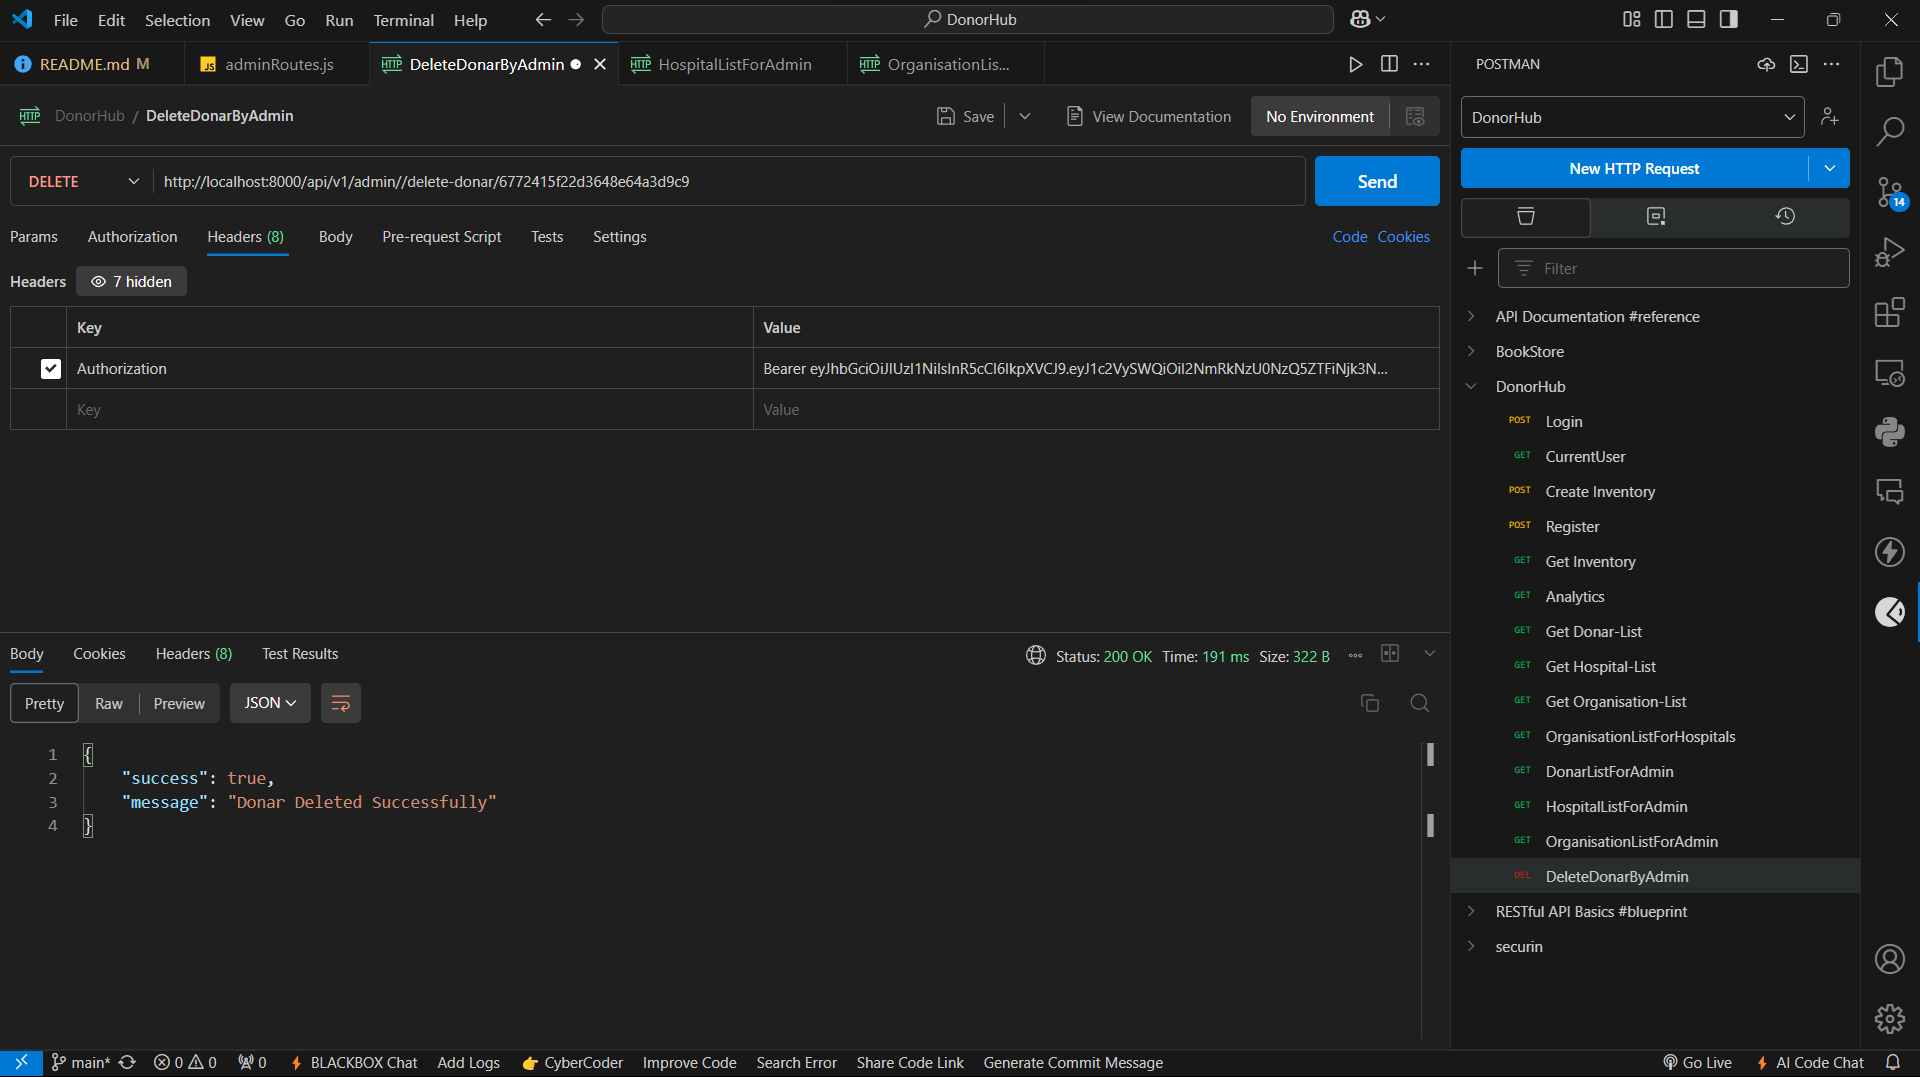 File Edit Selection View Go Run Terminal Help
DonorHub
README.md M
adminRoutes.js
DeleteDonarByAdmin
HospitalListForAdmin
OrganisationLis...
DonorHub / DeleteDonarByAdmin
Save
View Documentation
No Environment
DELETE
http://localhost:8000/api/v1/admin//delete-donar/6772415f22d3648e64a3d9c9
Send
Params Authorization Headers (8) Body Pre-request Script Tests Settings
Code Cookies
Headers 7 hidden
Key Value
Authorization Bearer eyJhbGciOiJIUzI1NiIsInR5cCI6IkpXVCJ9.eyJ1c2VySWQiOiI2NmRkNzU0NzQ5ZTFiNjk3N...
Key Value
Body Cookies Headers (8) Test Results
Status: 200 OK Time: 191 ms Size: 322 B
Pretty Raw Preview JSON
1 {
2 "success": true,
3 "message": "Donar Deleted Successfully"
4 }
POSTMAN
DonorHub
New HTTP Request
Filter
API Documentation #reference
BookStore
DonorHub
POST Login
GET CurrentUser
POST Create Inventory
POST Register
GET Get Inventory
GET Analytics
GET Get Donar-List
GET Get Hospital-List
GET Get Organisation-List
GET OrganisationListForHospitals
GET DonarListForAdmin
GET HospitalListForAdmin
GET OrganisationListForAdmin
DEL DeleteDonarByAdmin
RESTful API Basics #blueprint
securin
14
main* 0 0 0 BLACKBOX Chat Add Logs CyberCoder Improve Code Search Error Share Code Link Generate Commit Message
Go Live AI Code Chat